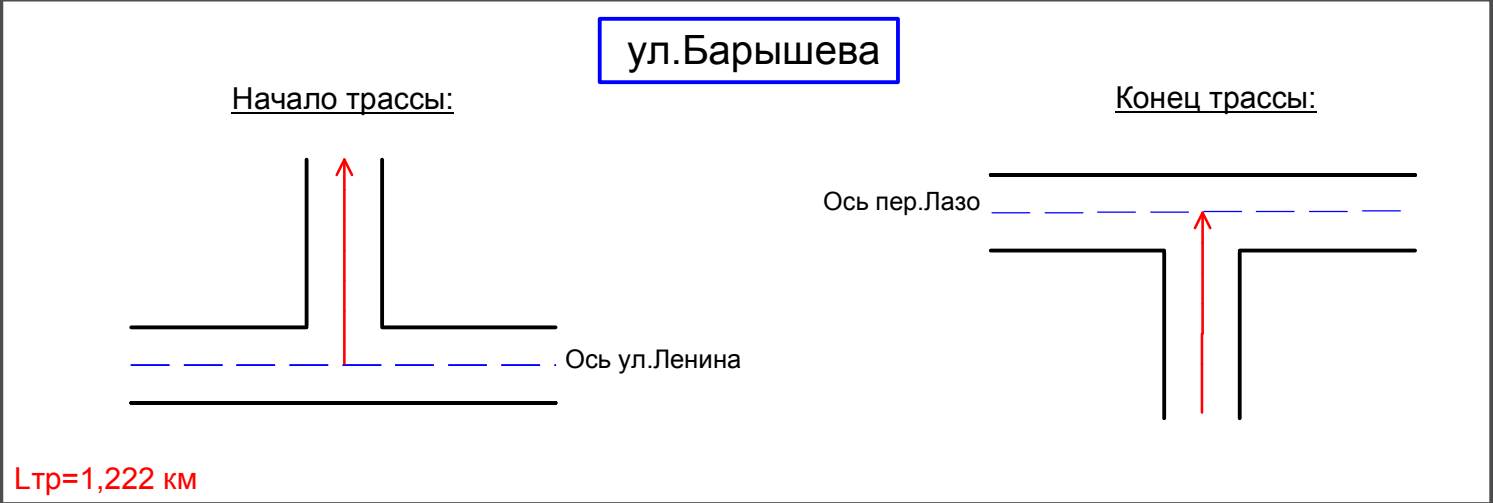 ул.Барышева
Начало трассы:
Конец трассы:
Ось пер.Лазо
Ось ул.Ленина
Lтр=1,222 км